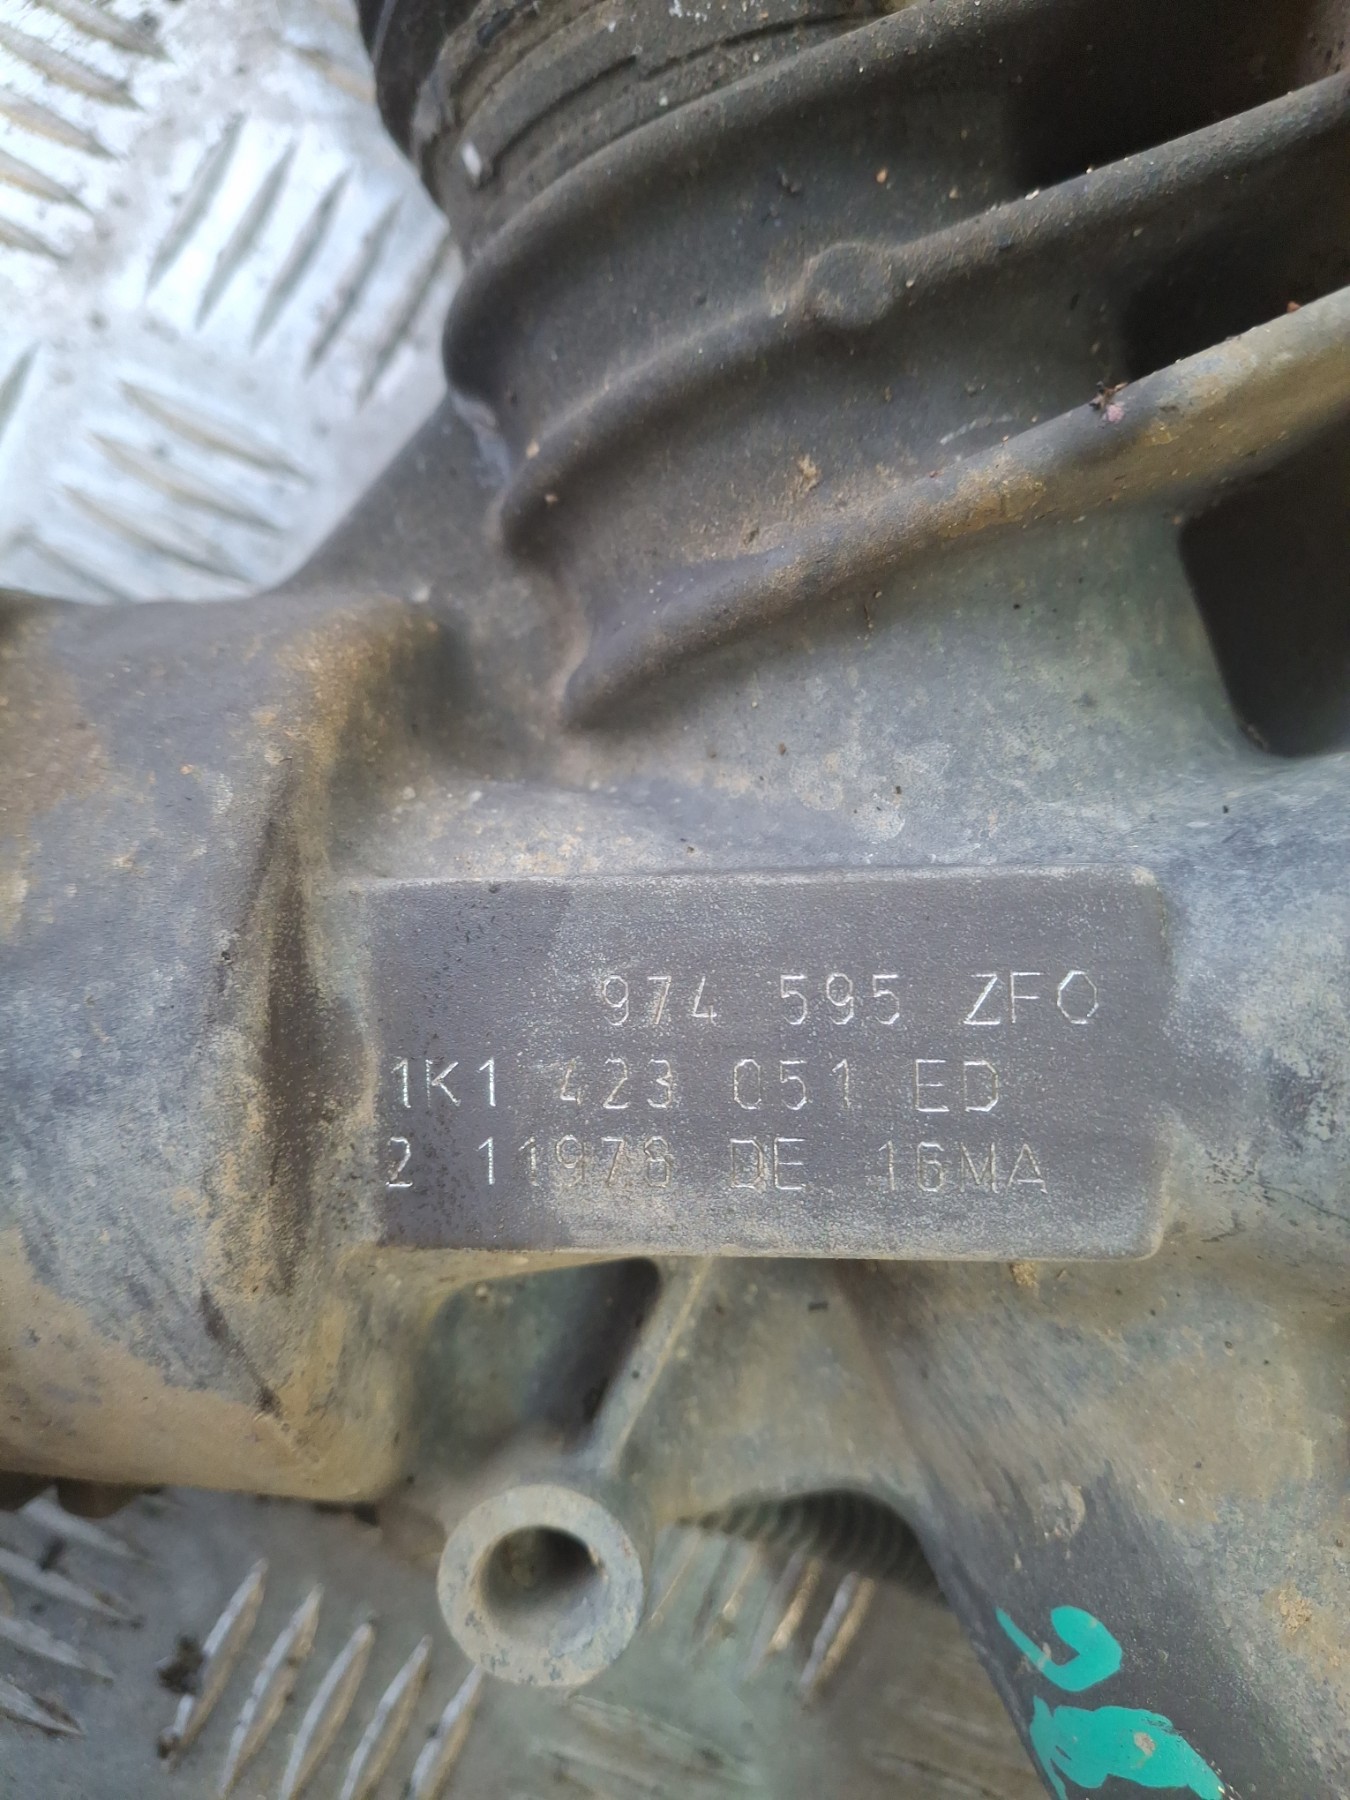 974 595 ZFO
1K1 423 051 ED
2 11978 DE 16MA